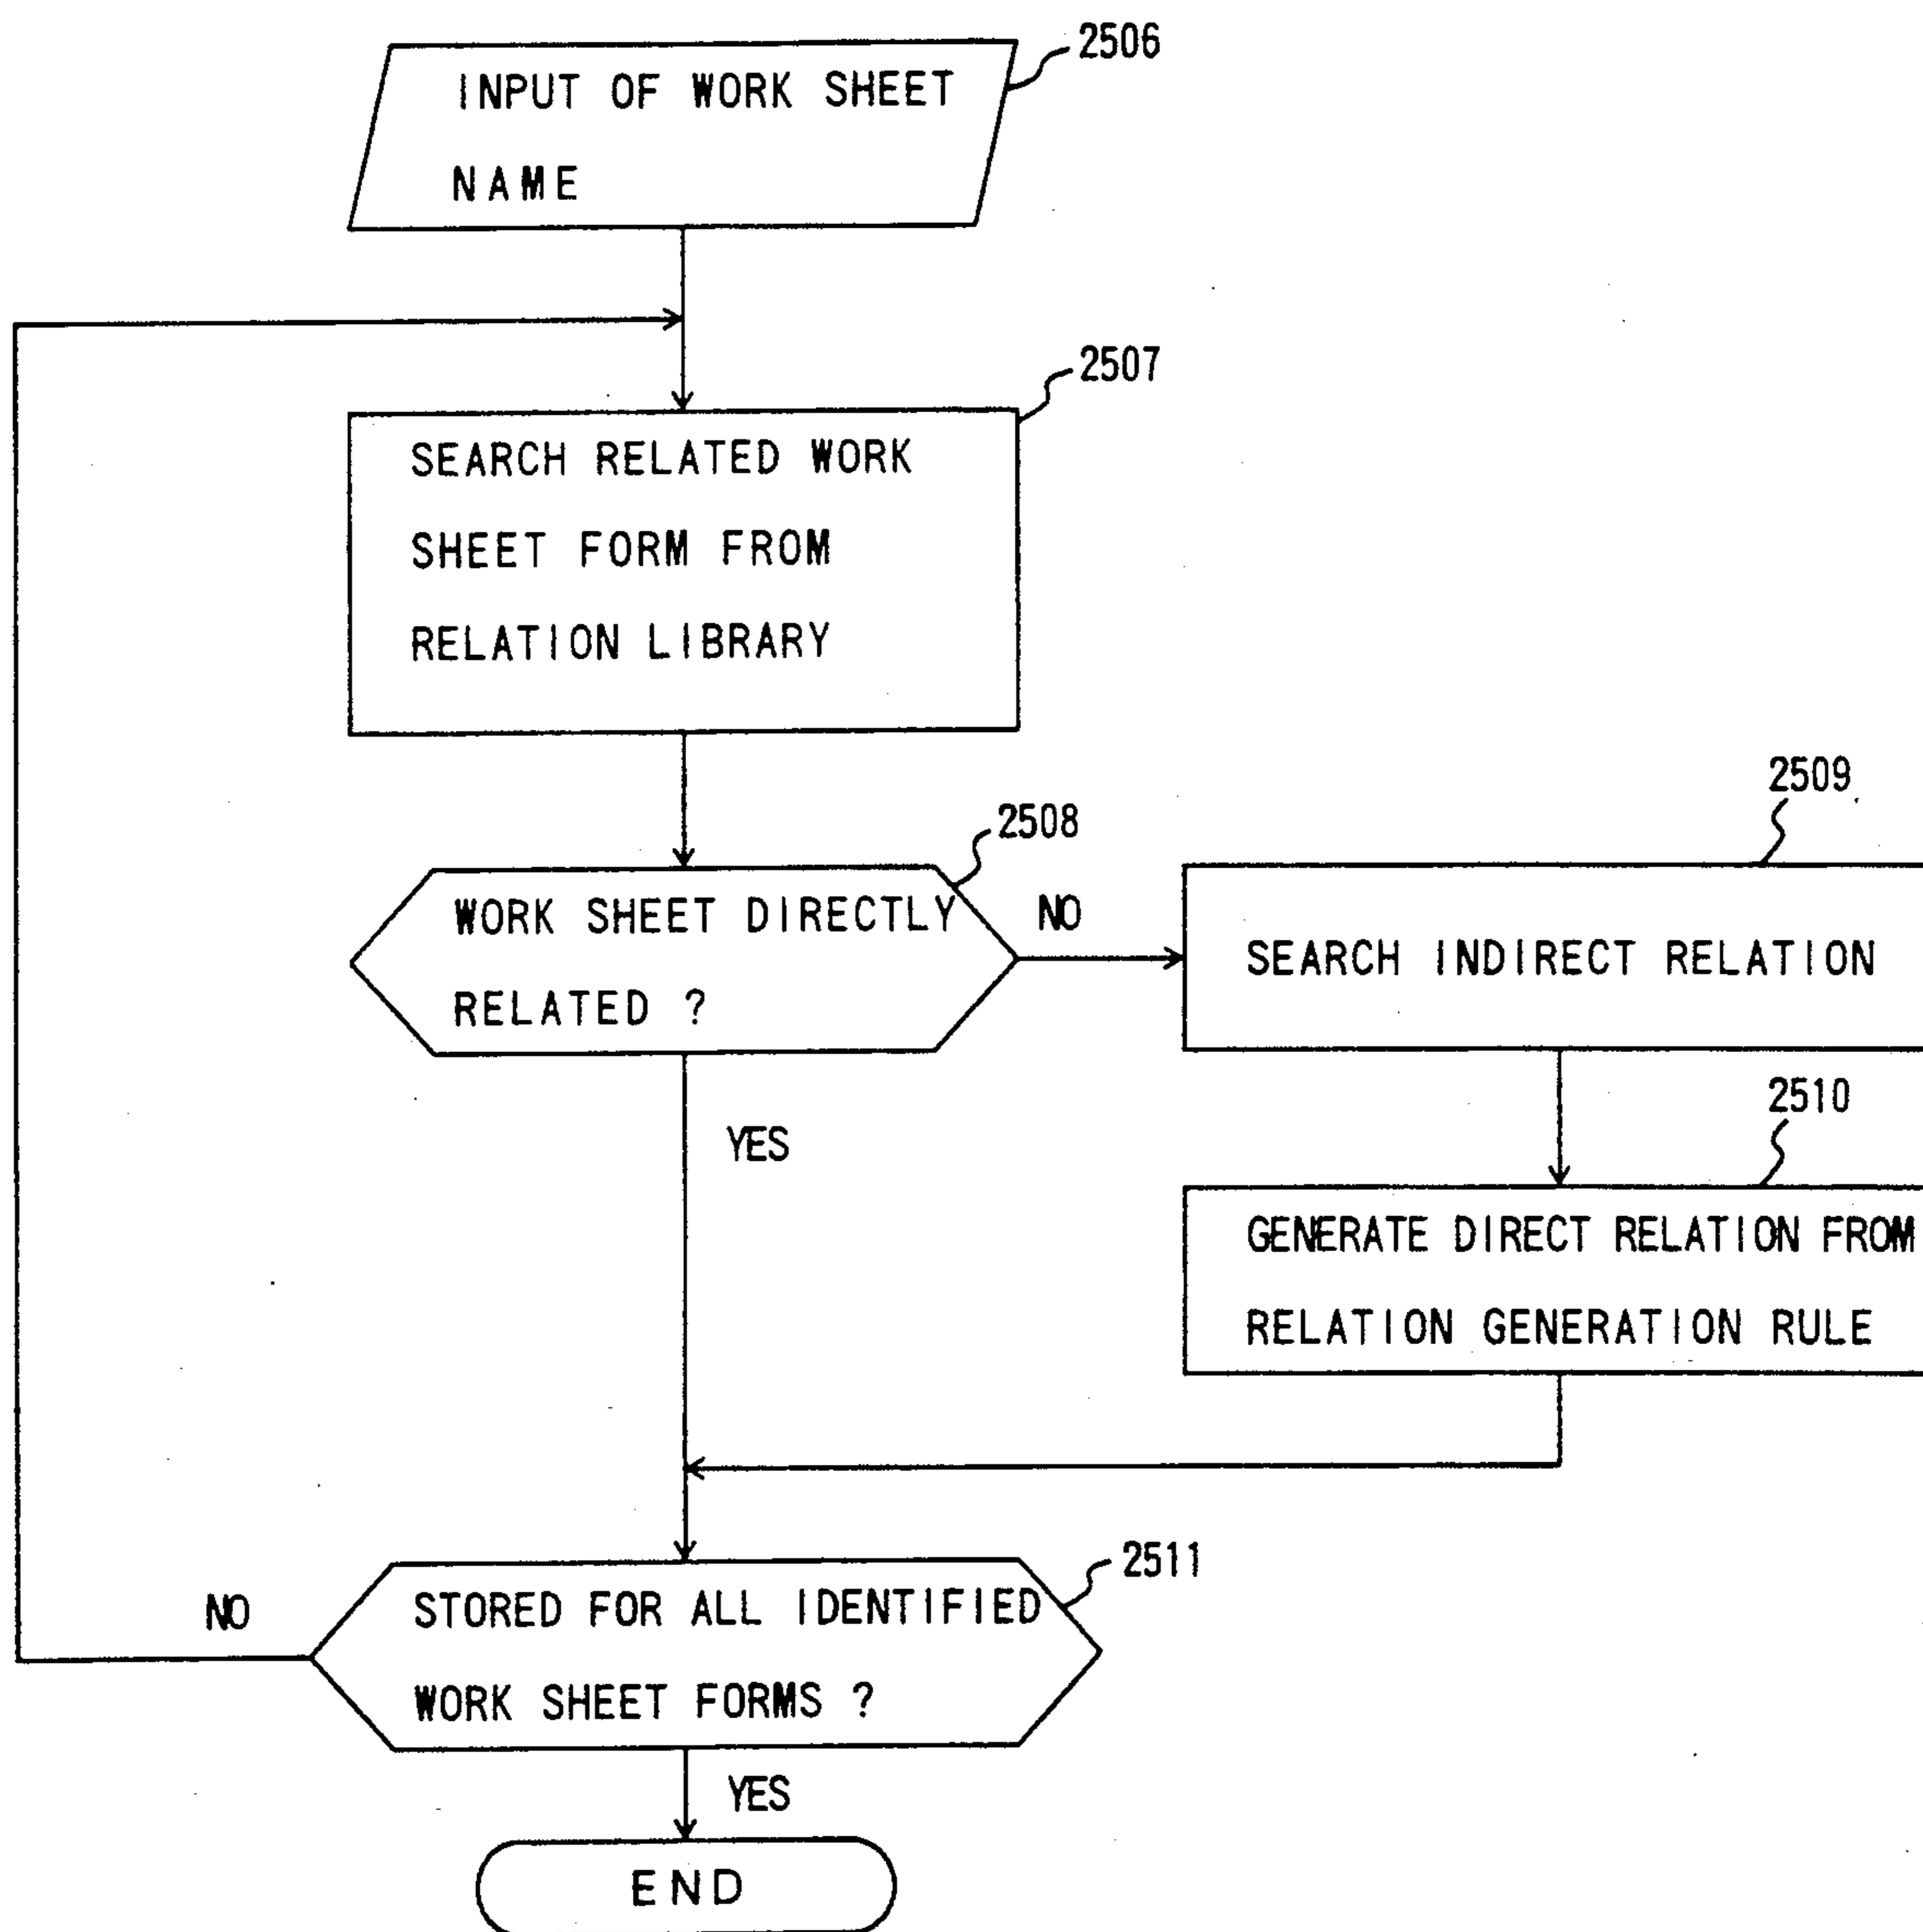 2506
INPUT OF WORK SHEET
NAME
2507
SEARCH RELATED WORK
SHEET FORM FROM
RELATION LIBRARY
2508
WORK SHEET DIRECTLY
RELATED ?
NO
YES
2509
SEARCH INDIRECT RELATION
2510
GENERATE DIRECT RELATION FROM
RELATION GENERATION RULE
2511
STORED FOR ALL IDENTIFIED
WORK SHEET FORMS ?
NO
YES
END